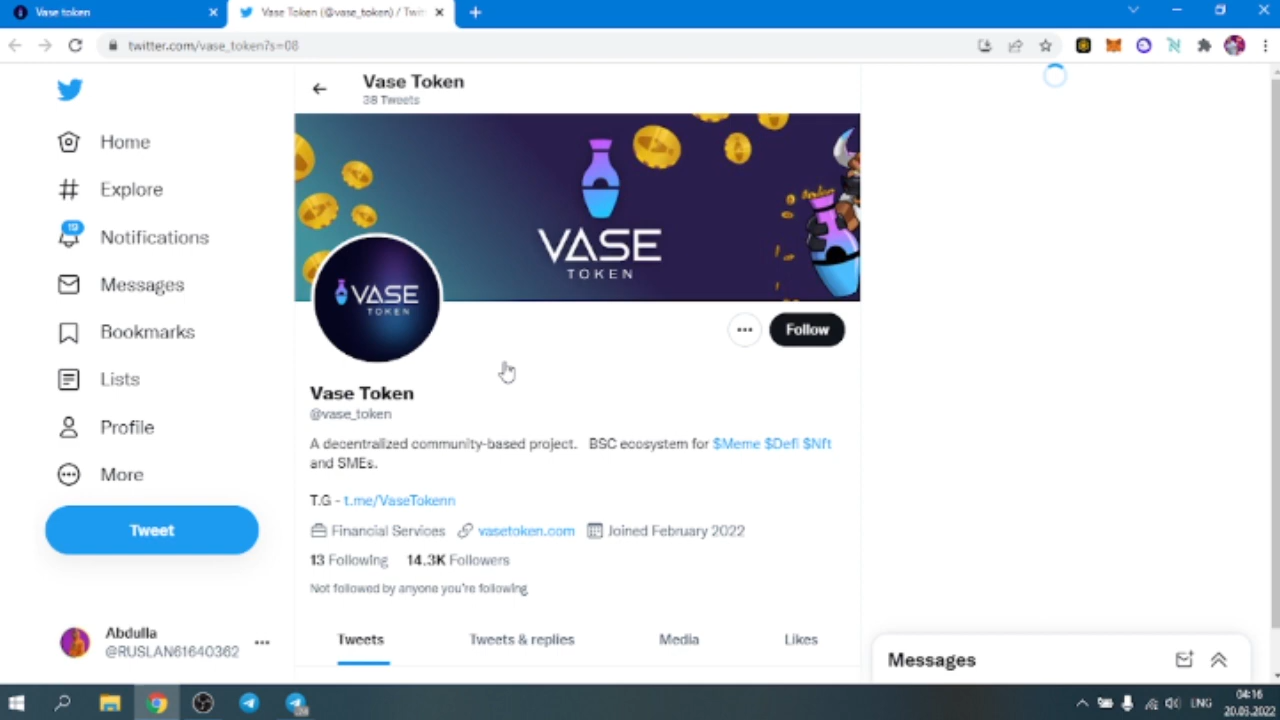 Vase token
Vase Token (@vase_token) / Twit
twitter.com/vase_token?s=08
Vase Token
38 Tweets
Home
Explore
19
Notifications
Messages
Bookmarks
Lists
Profile
More
Tweet
VASE
TOKEN
VASE
TOKEN
Follow
Vase Token
@vase_token
A decentralized community-based project. BSC ecosystem for $Meme $Defi $Nft
and SMEs.
T.G - t.me/VaseTokenn
Financial Services vasetoken.com Joined February 2022
13 Following 14.3K Followers
Not followed by anyone you're following
Tweets Tweets & replies Media Likes
Abdulla
@RUSLAN61640362
Messages
ENG
04:16
20.03.2022